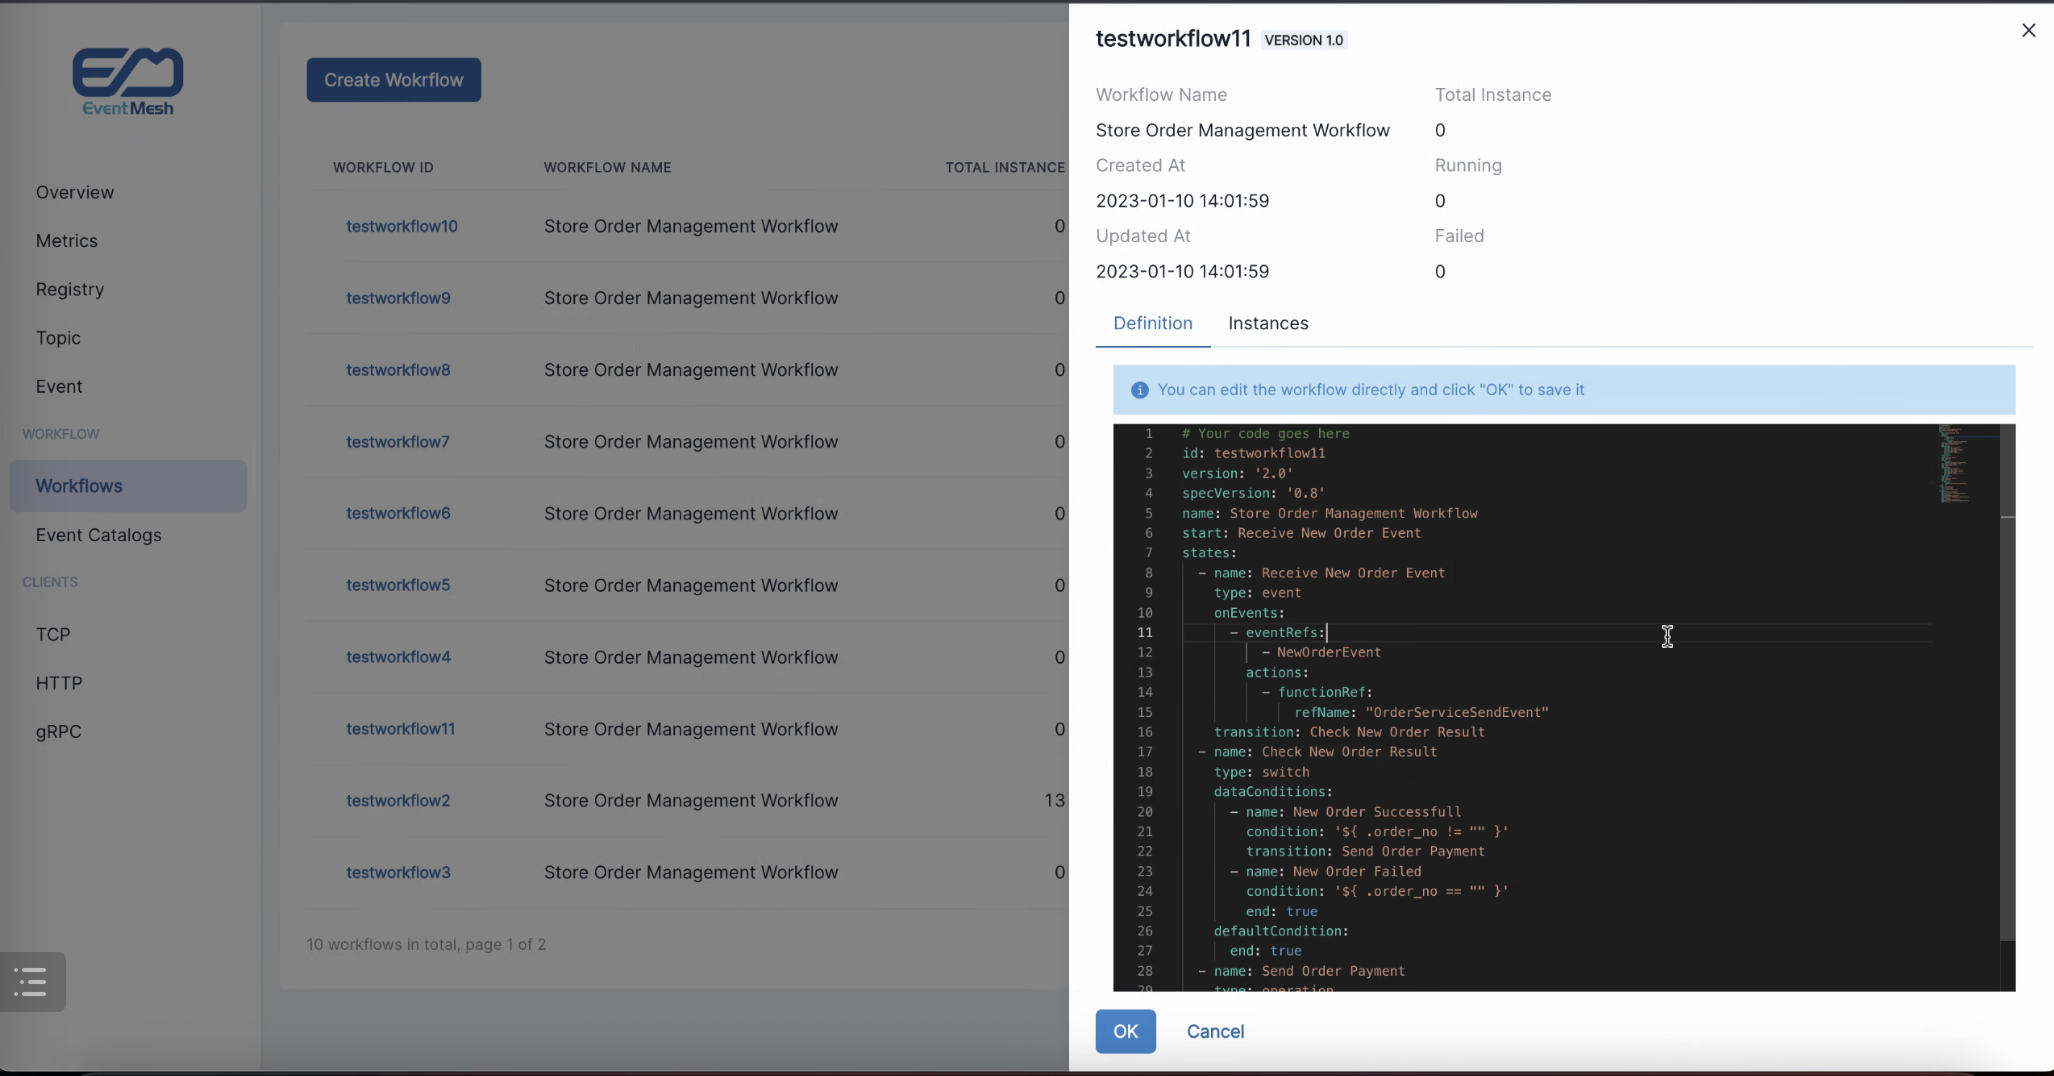 EventMesh
Overview
Metrics
Registry
Topic
Event
WORKFLOW
Workflows
Event Catalogs
CLIENTS
TCP
HTTP
gRPC
Create Wokrflow
WORKFLOW ID WORKFLOW NAME TOTAL INSTANCE
testworkflow10 Store Order Management Workflow 0
testworkflow9 Store Order Management Workflow 0
testworkflow8 Store Order Management Workflow 0
testworkflow7 Store Order Management Workflow 0
testworkflow6 Store Order Management Workflow 0
testworkflow5 Store Order Management Workflow 0
testworkflow4 Store Order Management Workflow 0
testworkflow11 Store Order Management Workflow 0
testworkflow2 Store Order Management Workflow 13
testworkflow3 Store Order Management Workflow 0
10 workflows in total, page 1 of 2
testworkflow11 VERSION 1.0
Workflow Name Total Instance
Store Order Management Workflow 0
Created At Running
2023-01-10 14:01:59 0
Updated At Failed
2023-01-10 14:01:59 0
Definition Instances
You can edit the workflow directly and click "OK" to save it
1 # Your code goes here
2 id: testworkflow11
3 version: '2.0'
4 specVersion: '0.8'
5 name: Store Order Management Workflow
6 start: Receive New Order Event
7 states:
8 - name: Receive New Order Event
9 type: event
10 onEvents:
11 - eventRefs:
12 - NewOrderEvent
13 actions:
14 - functionRef:
15 refName: "OrderServiceSendEvent"
16 transition: Check New Order Result
17 - name: Check New Order Result
18 type: switch
19 dataConditions:
20 - name: New Order Successfull
21 condition: '${ .order_no != "" }'
22 transition: Send Order Payment
23 - name: New Order Failed
24 condition: '${ .order_no == "" }'
25 end: true
26 defaultCondition:
27 end: true
28 - name: Send Order Payment
29 type: operation
OK Cancel